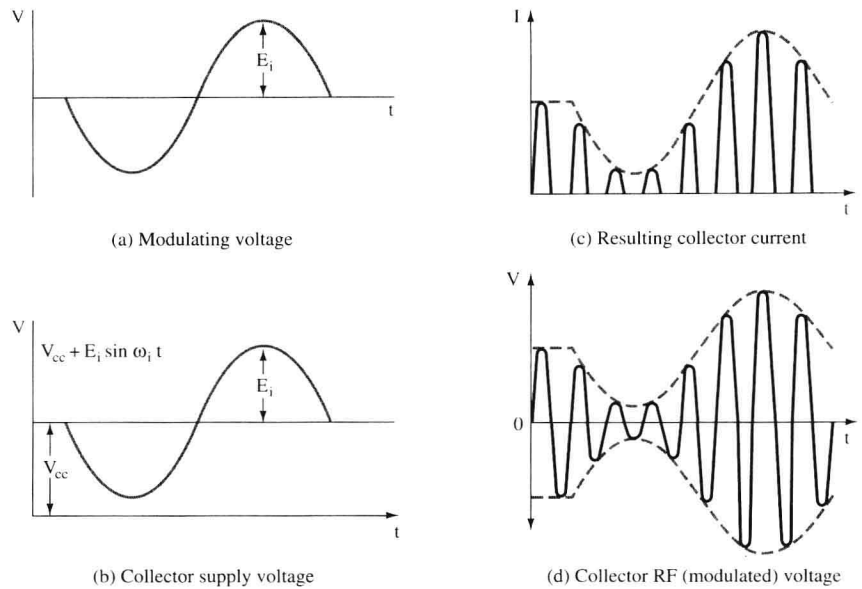 V
E_i
t
(a) Modulating voltage
V
V_cc + E_i sin ω_i t
E_i
V_cc
t
(b) Collector supply voltage
I
t
(c) Resulting collector current
V
0
t
(d) Collector RF (modulated) voltage